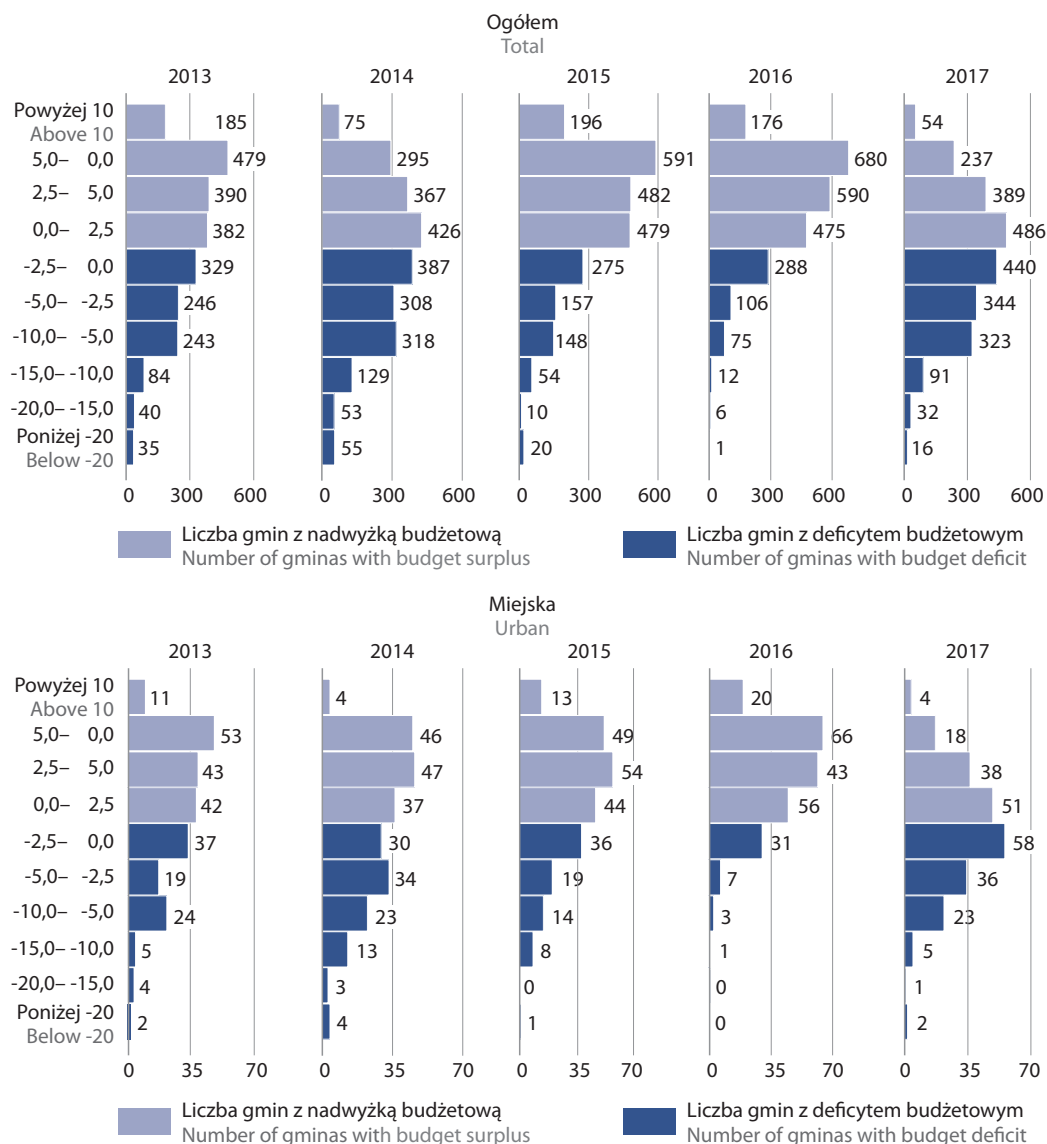 Ogółem
Total
2013 2014 2015 2016 2017
Powyżej 10
Above 10
185 75 196 176 54
5,0– 0,0 479 295 591 680 237
2,5– 5,0 390 367 482 590 389
0,0– 2,5 382 426 479 475 486
-2,5– 0,0 329 387 275 288 440
-5,0– -2,5 246 308 157 106 344
-10,0– -5,0 243 318 148 75 323
-15,0– -10,0 84 129 54 12 91
-20,0– -15,0 40 53 10 6 32
Poniżej -20
Below -20
35 55 20 1 16
0 300 600 0 300 600 0 300 600 0 300 600 0 300 600
Liczba gmin z nadwyżką budżetową Liczba gmin z deficytem budżetowym
Number of gminas with budget surplus Number of gminas with budget deficit
Miejska
Urban
2013 2014 2015 2016 2017
Powyżej 10
Above 10
11 4 13 20 4
5,0– 0,0 53 46 49 66 18
2,5– 5,0 43 47 54 43 38
0,0– 2,5 42 37 44 56 51
-2,5– 0,0 37 30 36 31 58
-5,0– -2,5 19 34 19 7 36
-10,0– -5,0 24 23 14 3 23
-15,0– -10,0 5 13 8 1 5
-20,0– -15,0 4 3 0 0 1
Poniżej -20
Below -20
2 4 1 0 2
0 35 70 0 35 70 0 35 70 0 35 70 0 35 70
Liczba gmin z nadwyżką budżetową Liczba gmin z deficytem budżetowym
Number of gminas with budget surplus Number of gminas with budget deficit